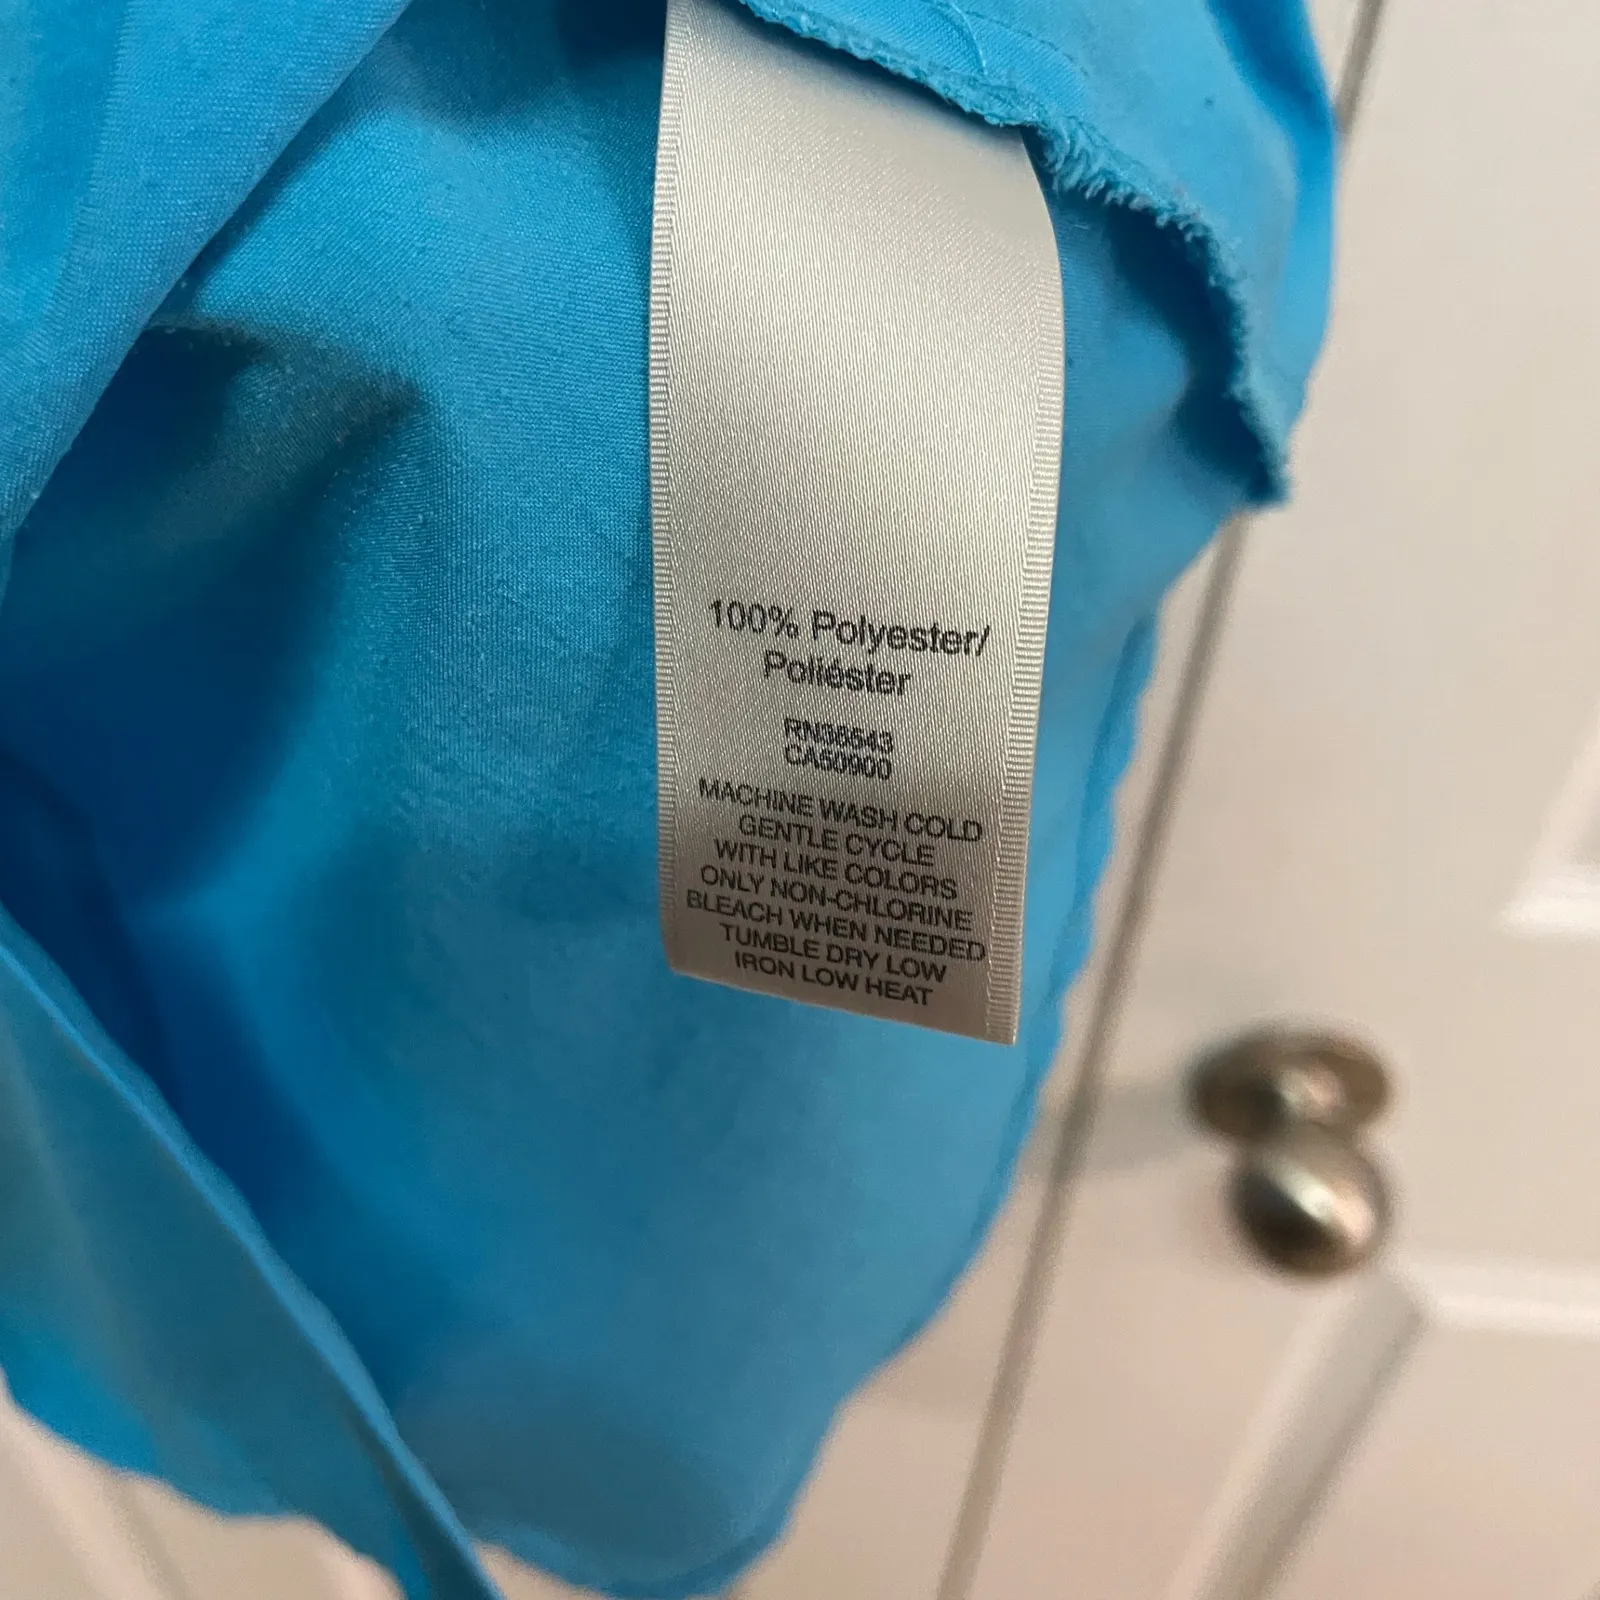 100% Polyester/
Poliéster
RN36543
CA50900
MACHINE WASH COLD
GENTLE CYCLE
WITH LIKE COLORS
ONLY NON-CHLORINE
BLEACH WHEN NEEDED
TUMBLE DRY LOW
IRON LOW HEAT